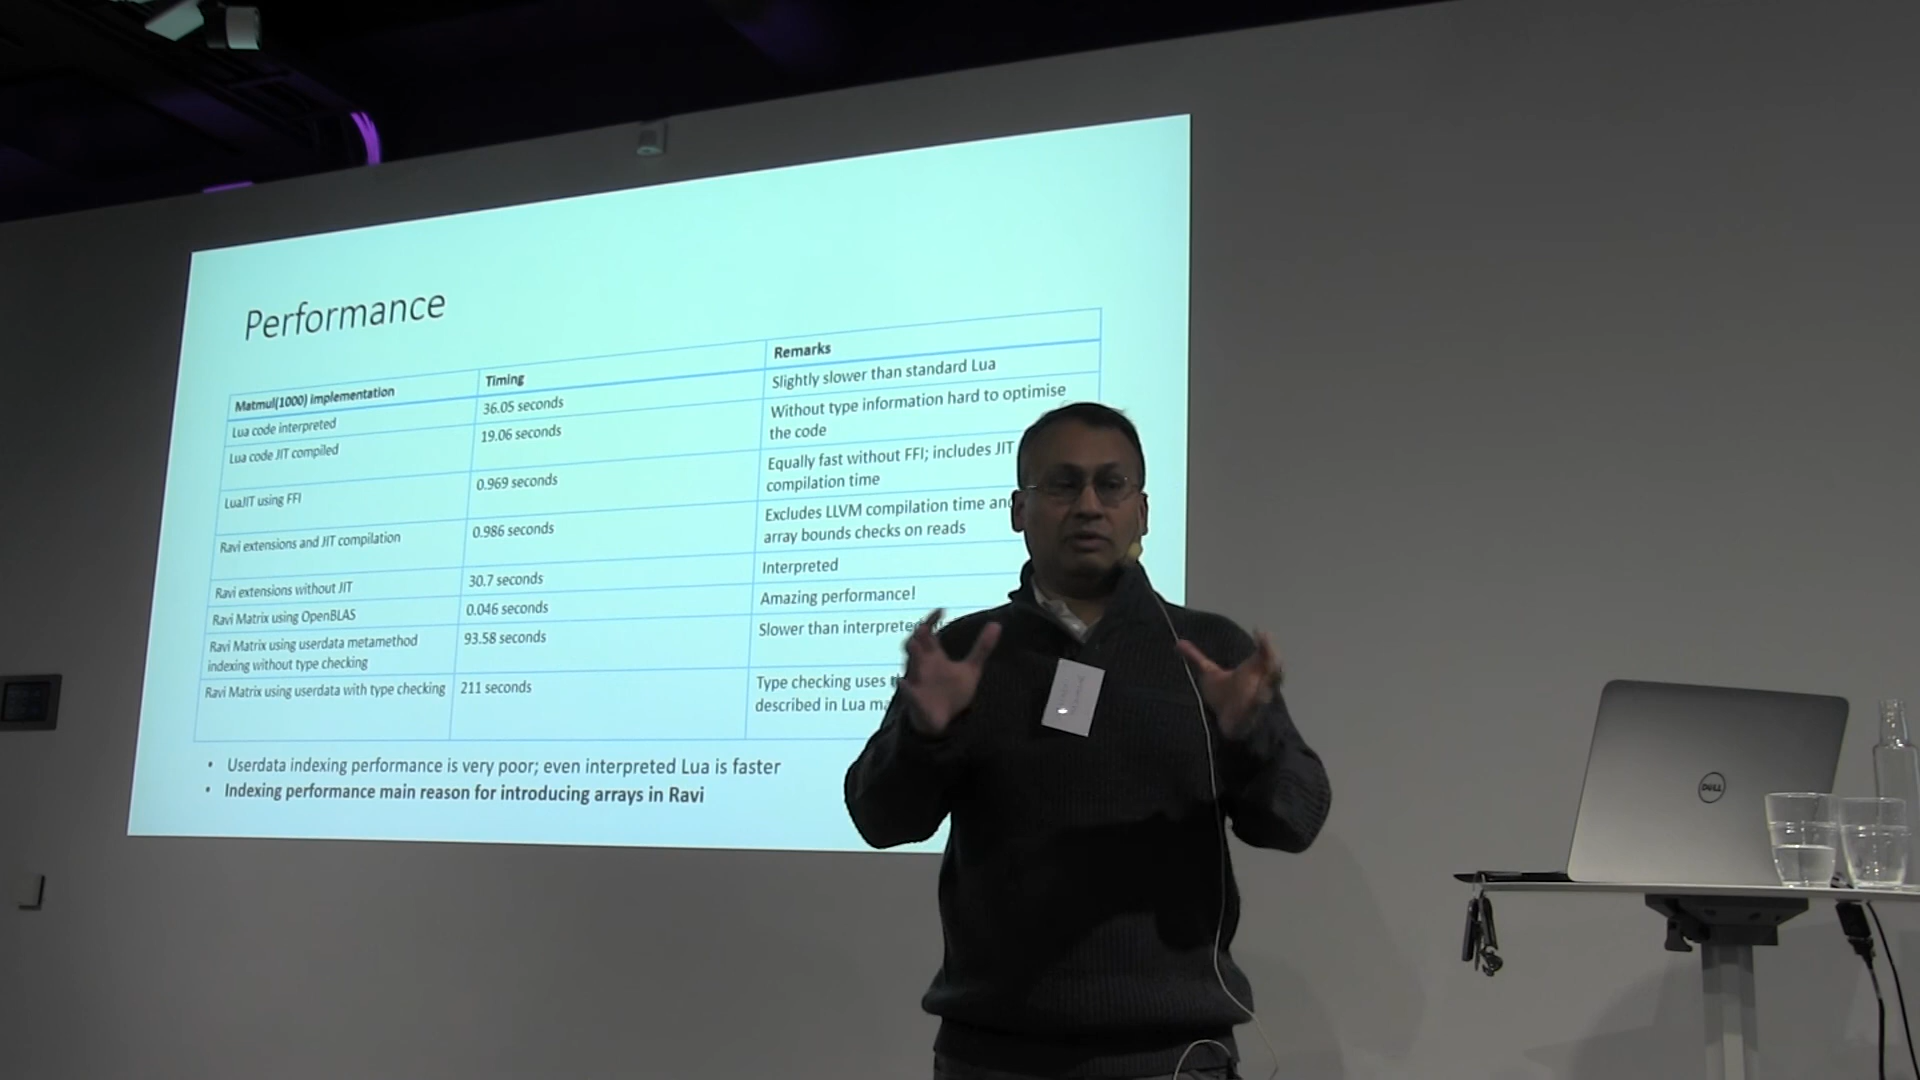 Performance
Matmul(1000) implementation
Timing
Remarks
Lua code interpreted
36.05 seconds
Slightly slower than standard Lua
Lua code JIT compiled
19.06 seconds
Without type information hard to optimise
the code
LuaJIT using FFI
0.969 seconds
Equally fast without FFI; includes JIT
compilation time
Ravi extensions and JIT compilation
0.986 seconds
Excludes LLVM compilation time and
array bounds checks on reads
Ravi extensions without JIT
30.7 seconds
Interpreted
Ravi Matrix using OpenBLAS
0.046 seconds
Amazing performance!
Ravi Matrix using userdata metamethod
indexing without type checking
93.58 seconds
Slower than interpreted
Ravi Matrix using userdata with type checking
211 seconds
Type checking uses
described in Lua
• Userdata indexing performance is very poor; even interpreted Lua is faster
• Indexing performance main reason for introducing arrays in Ravi
DELL